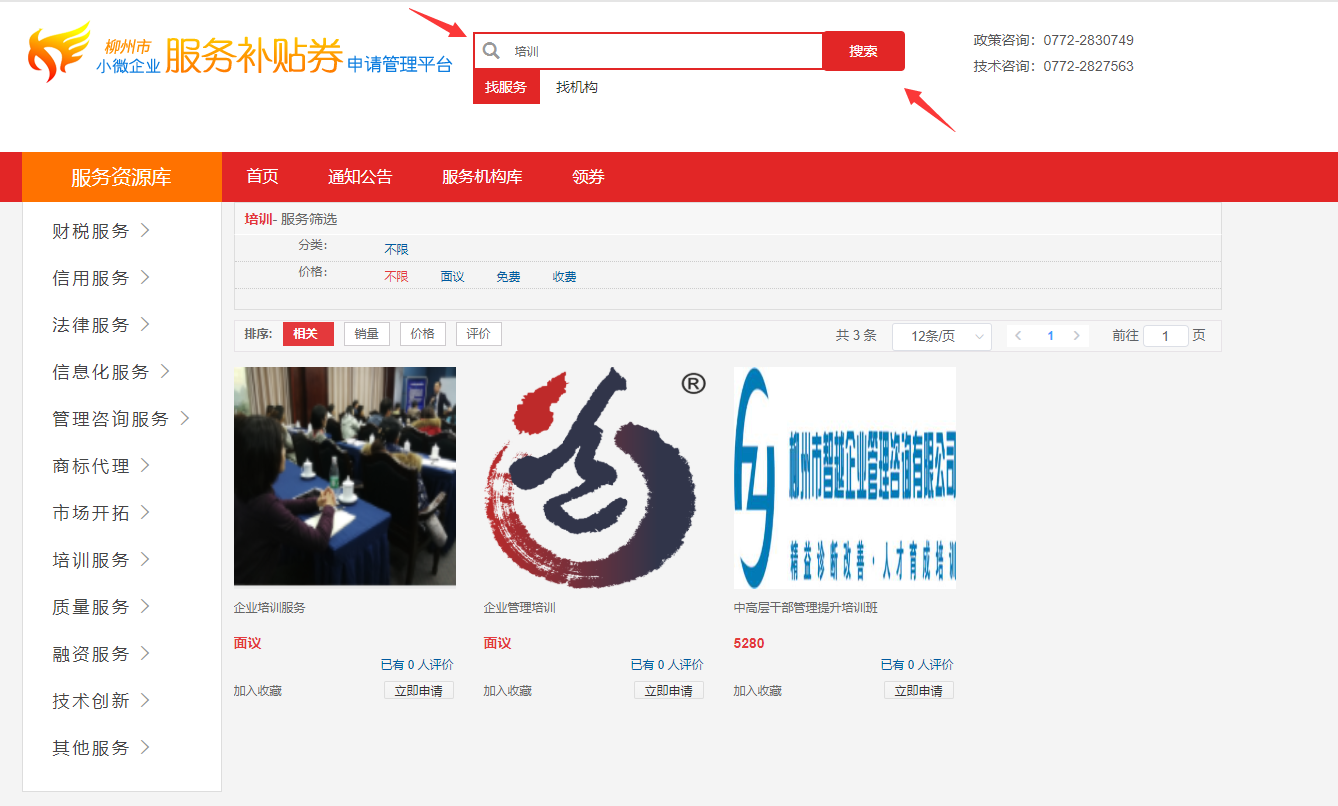 柳州市
小微企业 服务补贴券 申请管理平台
培训 搜索
找服务 找机构
政策咨询：0772-2830749
技术咨询：0772-2827563
服务资源库 首页 通知公告 服务机构库 领券
财税服务
信用服务
法律服务
信息化服务
管理咨询服务
商标代理
市场开拓
培训服务
质量服务
融资服务
技术创新
其他服务
培训- 服务筛选
分类： 不限
价格： 不限 面议 免费 收费
排序： 相关 销量 价格 评价 共 3 条 12条/页 1 前往 1 页
®
柳州市智越企业管理咨询有限公司
精益诊断改善·人才育成培训
企业培训服务
面议
已有 0 人评价
加入收藏 立即申请
企业管理培训
面议
已有 0 人评价
加入收藏 立即申请
中高层干部管理提升培训班
5280
已有 0 人评价
加入收藏 立即申请